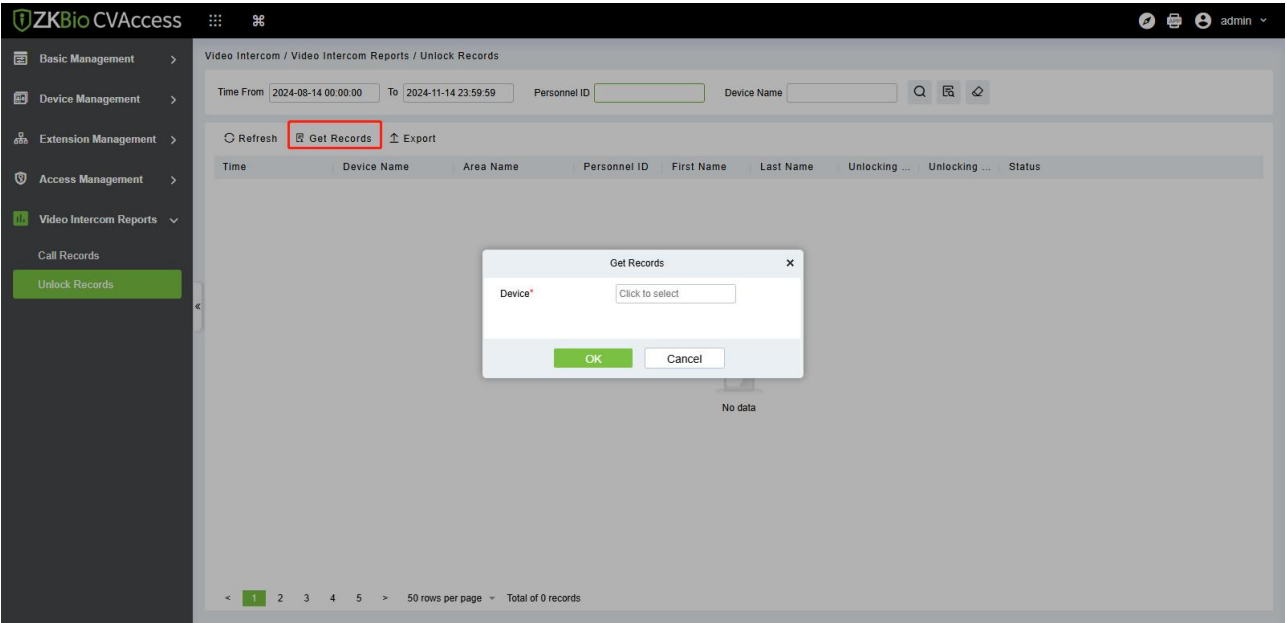 ZKBio CVAccess
admin
Basic Management
Device Management
Extension Management
Access Management
Video Intercom Reports
Call Records
Unlock Records
Video Intercom / Video Intercom Reports / Unlock Records
Time From 2024-08-14 00:00:00 To 2024-11-14 23:59:59 Personnel ID Device Name
Refresh Get Records Export
Time Device Name Area Name Personnel ID First Name Last Name Unlocking ... Unlocking ... Status
Get Records
Device* Click to select
OK Cancel
No data
< 1 2 3 4 5 > 50 rows per page Total of 0 records